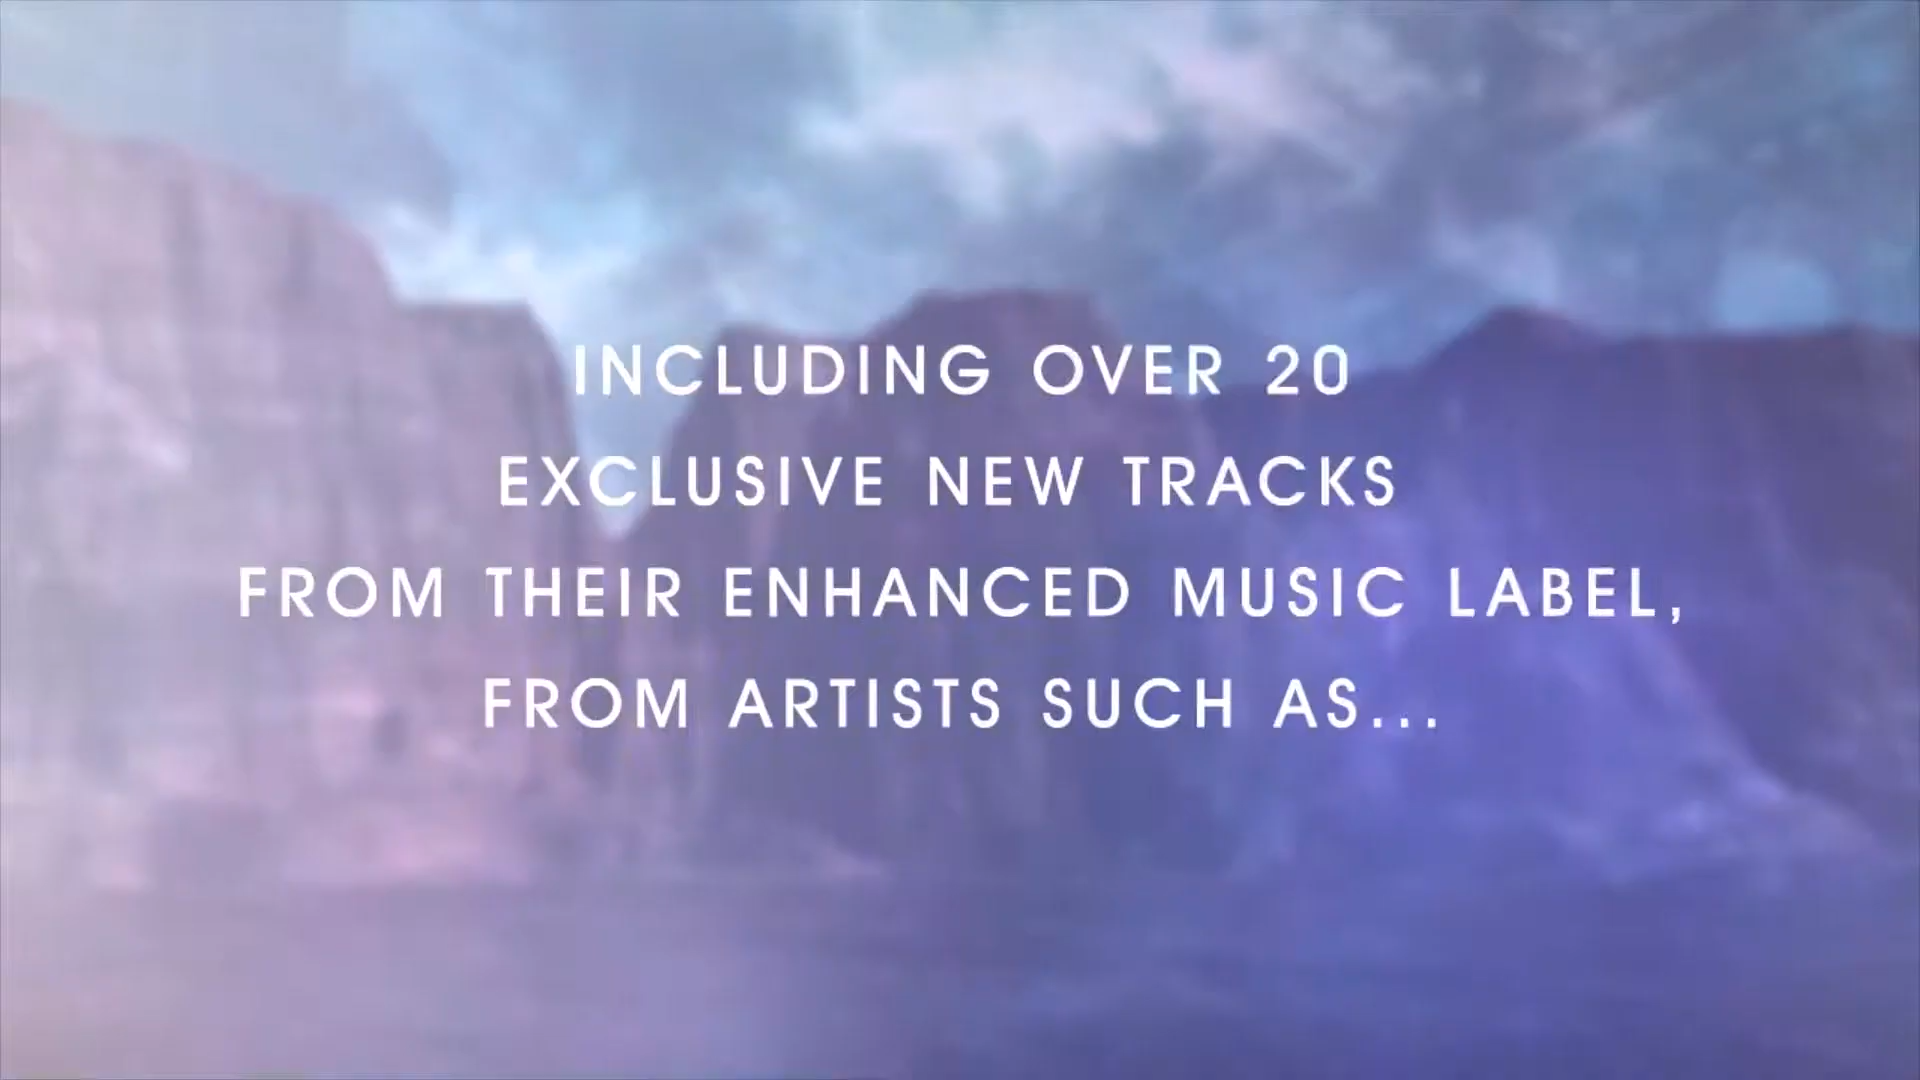 INCLUDING OVER 20
EXCLUSIVE NEW TRACKS
FROM THEIR ENHANCED MUSIC LABEL,
FROM ARTISTS SUCH AS...